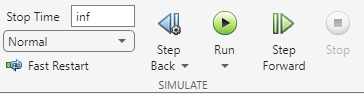 Stop Time inf
Normal
Fast Restart
Step Back
Run
Step Forward
Stop
SIMULATE